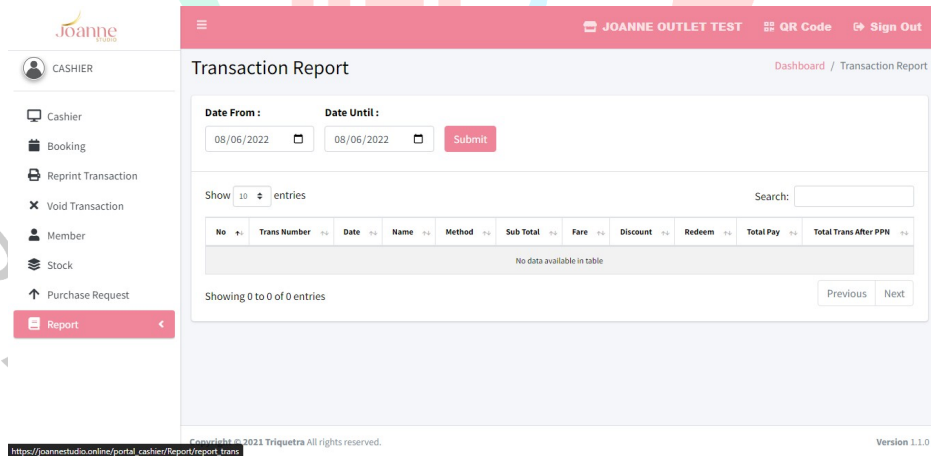 Joanne
STUDIO
JOANNE OUTLET TEST QR Code Sign Out
CASHIER
Cashier
Booking
Reprint Transaction
Void Transaction
Member
Stock
Purchase Request
Report
Transaction Report
Dashboard / Transaction Report
Date From : Date Until :
08/06/2022 08/06/2022 Submit
Show 10 entries Search:
No Trans Number Date Name Method Sub Total Fare Discount Redeem Total Pay Total Trans After PPN
No data available in table
Showing 0 to 0 of 0 entries Previous Next
Copyright © 2021 Triquetra All rights reserved. Version 1.1.0
https://joannestudio.online/portal_cashier/Report/report_trans